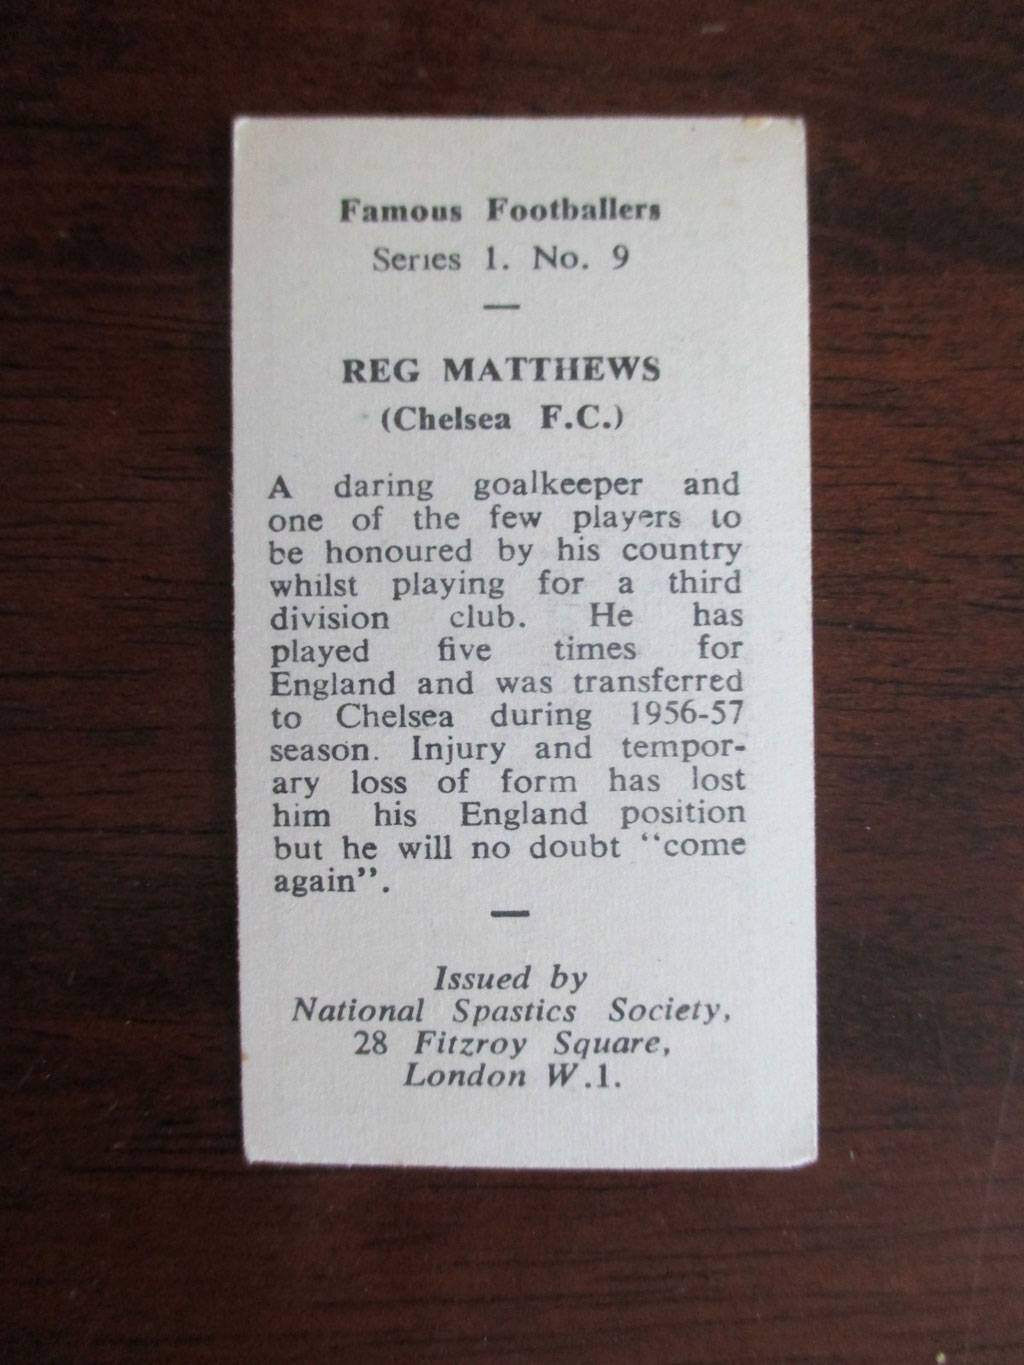 Famous Footballers
Series 1. No. 9
—
REG MATTHEWS
(Chelsea F.C.)
A daring goalkeeper and
one of the few players to
be honoured by his country
whilst playing for a third
division club. He has
played five times for
England and was transferred
to Chelsea during 1956-57
season. Injury and tempor-
ary loss of form has lost
him his England position
but he will no doubt “come
again”.
—
Issued by
National Spastics Society,
28 Fitzroy Square,
London W.1.